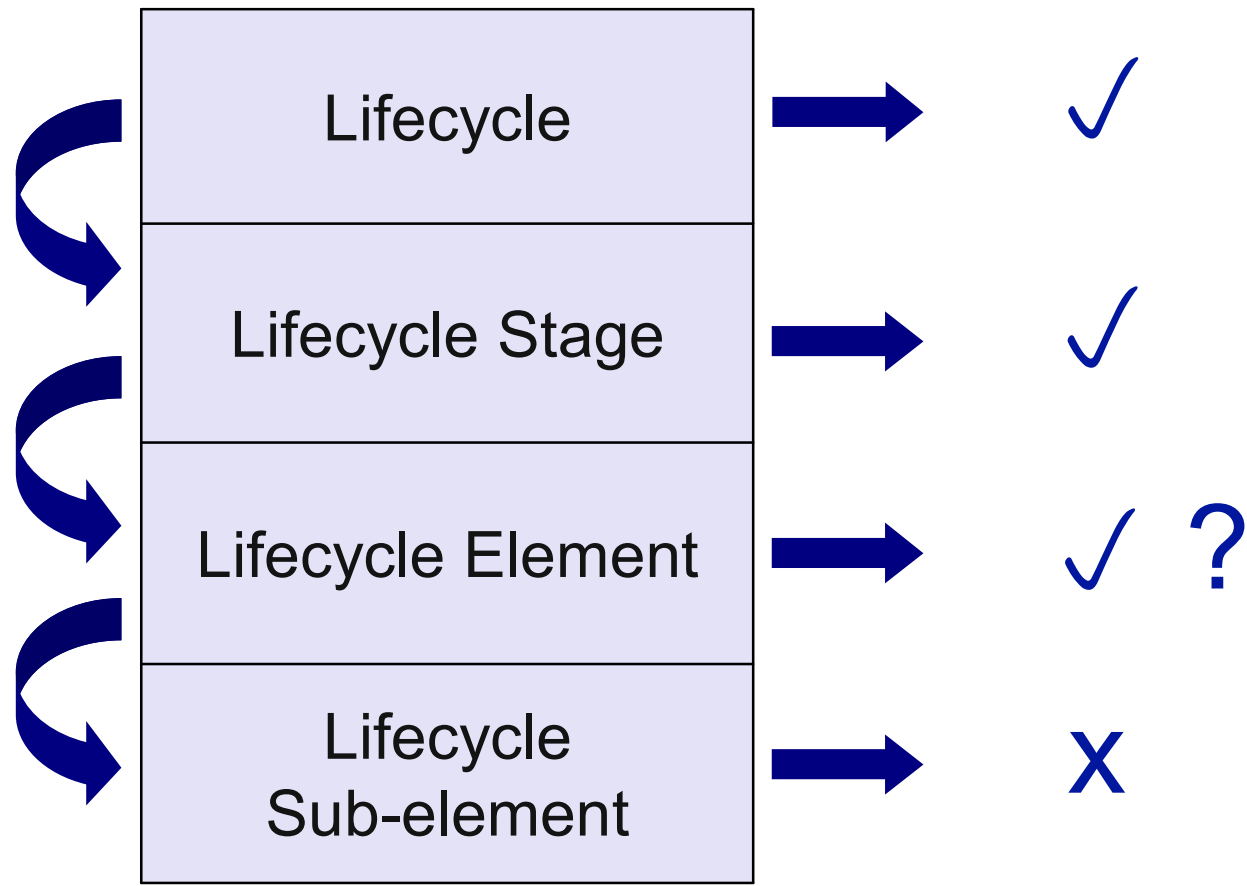 Lifecycle
✓
Lifecycle Stage
✓
Lifecycle Element
✓ ?
Lifecycle
Sub-element
x